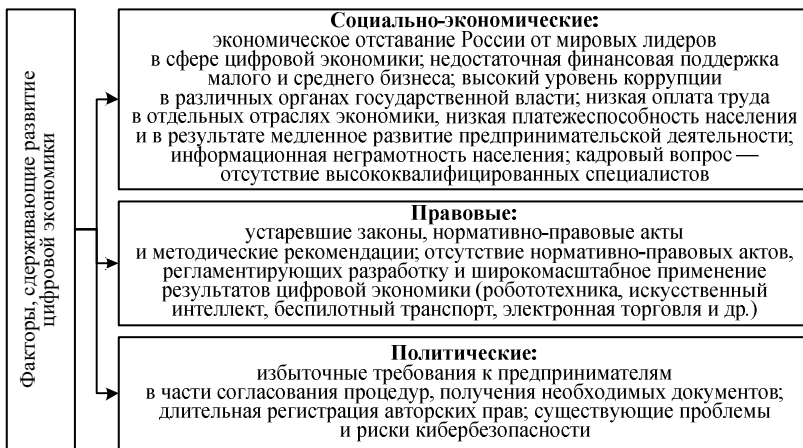 Факторы, сдерживающие развитие
цифровой экономики
Социально-экономические:
экономическое отставание России от мировых лидеров
в сфере цифровой экономики; недостаточная финансовая поддержка
малого и среднего бизнеса; высокий уровень коррупции
в различных органах государственной власти; низкая оплата труда
в отдельных отраслях экономики, низкая платежеспособность населения
и в результате медленное развитие предпринимательской деятельности;
информационная неграмотность населения; кадровый вопрос —
отсутствие высококвалифицированных специалистов
Правовые:
устаревшие законы, нормативно-правовые акты
и методические рекомендации; отсутствие нормативно-правовых актов,
регламентирующих разработку и широкомасштабное применение
результатов цифровой экономики (робототехника, искусственный
интеллект, беспилотный транспорт, электронная торговля и др.)
Политические:
избыточные требования к предпринимателям
в части согласования процедур, получения необходимых документов;
длительная регистрация авторских прав; существующие проблемы
и риски кибербезопасности